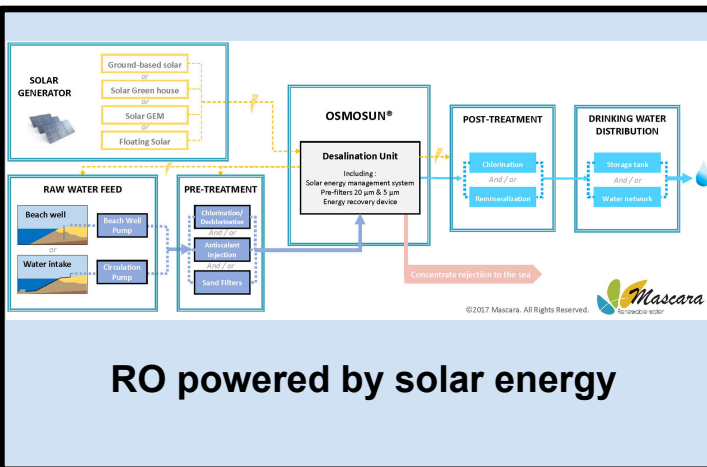 SOLAR
GENERATOR
Ground-based solar
or
Solar Green house
or
Solar GEM
or
Floating Solar
OSMOSUN®
Desalination Unit
Including :
Solar energy management system
Pre-filters 20 µm & 5 µm
Energy recovery device
POST-TREATMENT
Chlorination
And / or
Remineralization
DRINKING WATER
DISTRIBUTION
Storage tank
And / or
Water network
RAW WATER FEED
Beach well
Beach Well
Pump
or
Water intake
Circulation
Pump
PRE-TREATMENT
Chlorination/
Dechlorination
And / or
Antiscalant
injection
And / or
Sand Filters
Concentrate rejection to the sea
©2017 Mascara. All Rights Reserved.
Mascara
Renewable water
RO powered by solar energy